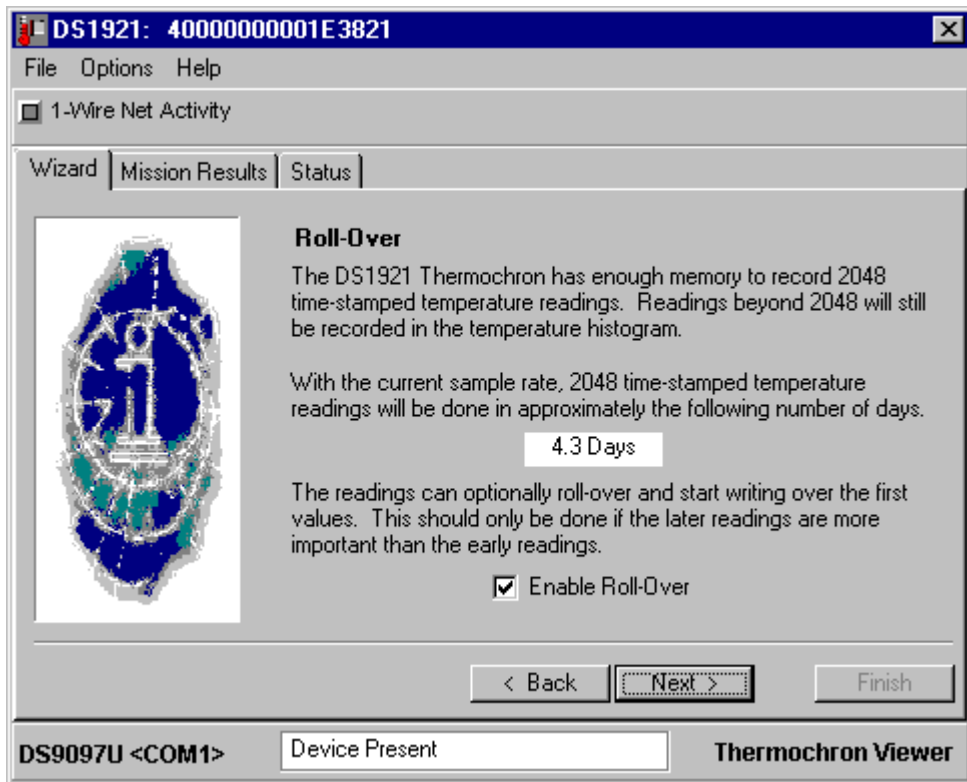 DS1921: 40000000001E3821
File Options Help
1-Wire Net Activity
Wizard Mission Results Status
Roll-Over
The DS1921 Thermochron has enough memory to record 2048
time-stamped temperature readings. Readings beyond 2048 will still
be recorded in the temperature histogram.
With the current sample rate, 2048 time-stamped temperature
readings will be done in approximately the following number of days.
4.3 Days
The readings can optionally roll-over and start writing over the first
values. This should only be done if the later readings are more
important than the early readings.
Enable Roll-Over
< Back Next > Finish
DS9097U <COM1> Device Present Thermochron Viewer